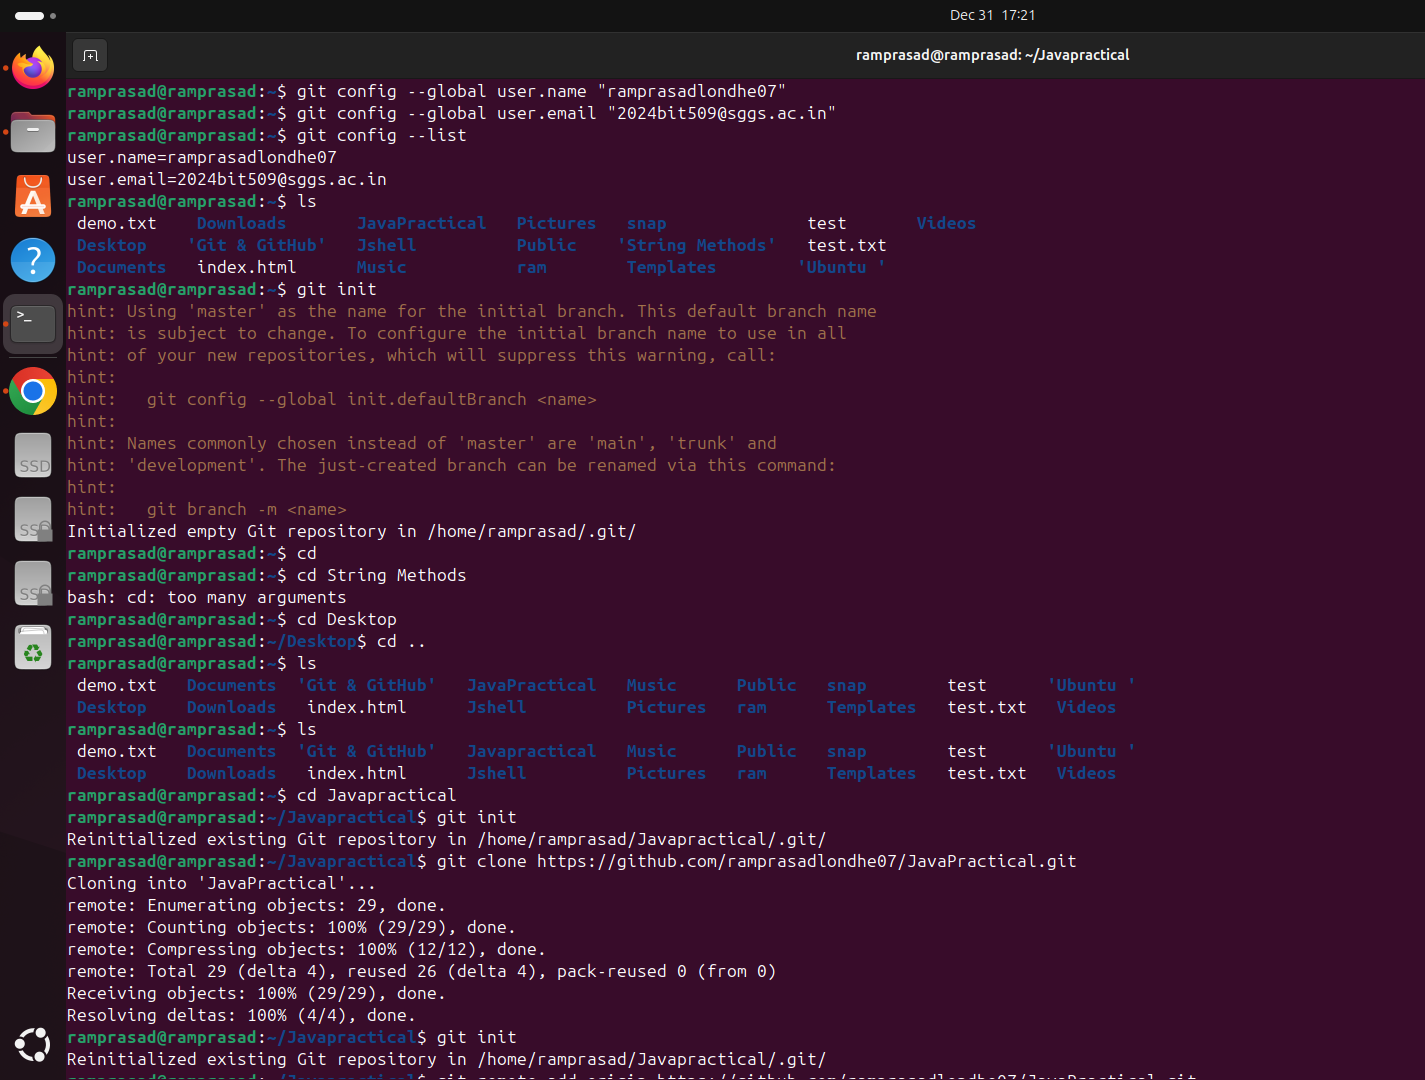 Dec 31 17:21
ramprasad@ramprasad: ~/Javapractical
ramprasad@ramprasad:~$ git config --global user.name "ramprasadlondhe07"
ramprasad@ramprasad:~$ git config --global user.email "2024bit509@sggs.ac.in"
ramprasad@ramprasad:~$ git config --list
user.name=ramprasadlondhe07
user.email=2024bit509@sggs.ac.in
ramprasad@ramprasad:~$ ls
demo.txt Downloads JavaPractical Pictures snap test Videos
Desktop 'Git & GitHub' Jshell Public 'String Methods' test.txt
Documents index.html Music ram Templates 'Ubuntu '
ramprasad@ramprasad:~$ git init
hint: Using 'master' as the name for the initial branch. This default branch name
hint: is subject to change. To configure the initial branch name to use in all
hint: of your new repositories, which will suppress this warning, call:
hint:
hint: git config --global init.defaultBranch <name>
hint:
hint: Names commonly chosen instead of 'master' are 'main', 'trunk' and
hint: 'development'. The just-created branch can be renamed via this command:
hint:
hint: git branch -m <name>
Initialized empty Git repository in /home/ramprasad/.git/
ramprasad@ramprasad:~$ cd
ramprasad@ramprasad:~$ cd String Methods
bash: cd: too many arguments
ramprasad@ramprasad:~$ cd Desktop
ramprasad@ramprasad:~/Desktop$ cd ..
ramprasad@ramprasad:~$ ls
demo.txt Documents 'Git & GitHub' JavaPractical Music Public snap test 'Ubuntu '
Desktop Downloads index.html Jshell Pictures ram Templates test.txt Videos
ramprasad@ramprasad:~$ ls
demo.txt Documents 'Git & GitHub' Javapractical Music Public snap test 'Ubuntu '
Desktop Downloads index.html Jshell Pictures ram Templates test.txt Videos
ramprasad@ramprasad:~$ cd Javapractical
ramprasad@ramprasad:~/Javapractical$ git init
Reinitialized existing Git repository in /home/ramprasad/Javapractical/.git/
ramprasad@ramprasad:~/Javapractical$ git clone https://github.com/ramprasadlondhe07/JavaPractical.git
Cloning into 'JavaPractical'...
remote: Enumerating objects: 29, done.
remote: Counting objects: 100% (29/29), done.
remote: Compressing objects: 100% (12/12), done.
remote: Total 29 (delta 4), reused 26 (delta 4), pack-reused 0 (from 0)
Receiving objects: 100% (29/29), done.
Resolving deltas: 100% (4/4), done.
ramprasad@ramprasad:~/Javapractical$ git init
Reinitialized existing Git repository in /home/ramprasad/Javapractical/.git/
ramprasad@ramprasad:~/Javapractical$ git remote add origin https://github.com/ramprasadlondhe07/JavaPractical.git
>_
SSD
SS
SS